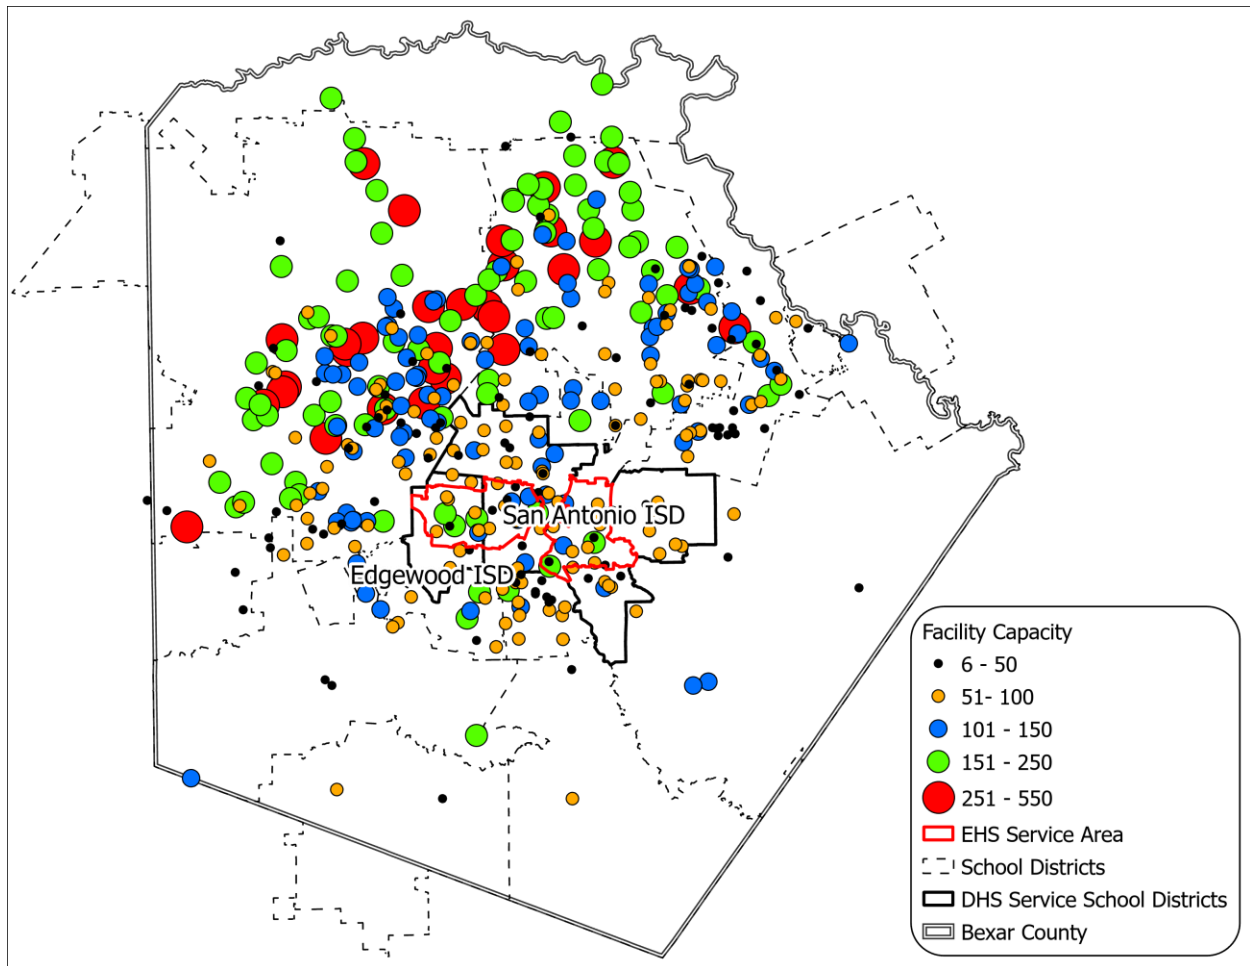 San Antonio ISD
Edgewood ISD
Facility Capacity
6 - 50
51- 100
101 - 150
151 - 250
251 - 550
EHS Service Area
School Districts
DHS Service School Districts
Bexar County